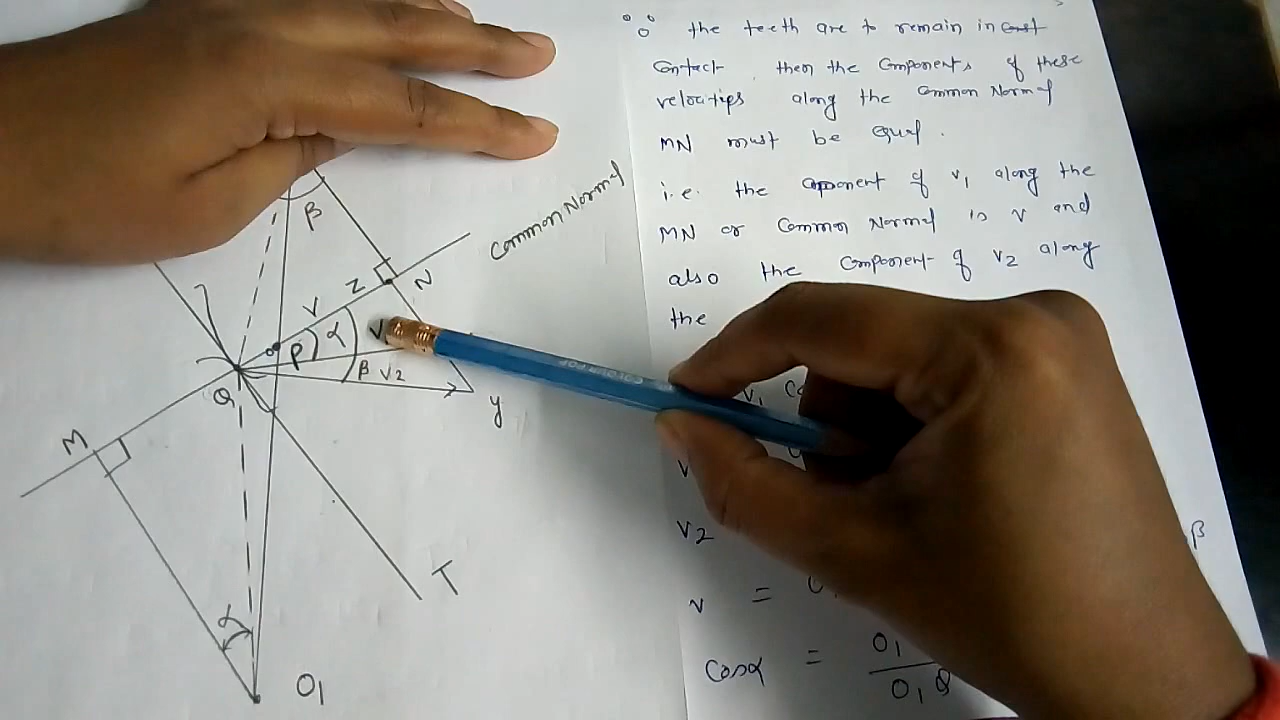 ∵ the teeth are to remain in
Contact then the Components of these
velocities along the Common Normal
MN must be equal.
i.e. the component of v1 along the
MN or Common Normal is v and
also the component of v2 along
the
v1 co
v
v2
β
v =
cosα = O1 / O1Q
Common Normal
β
N
Z
v
α
P
V
β v2
y
Q
M
T
α
O1